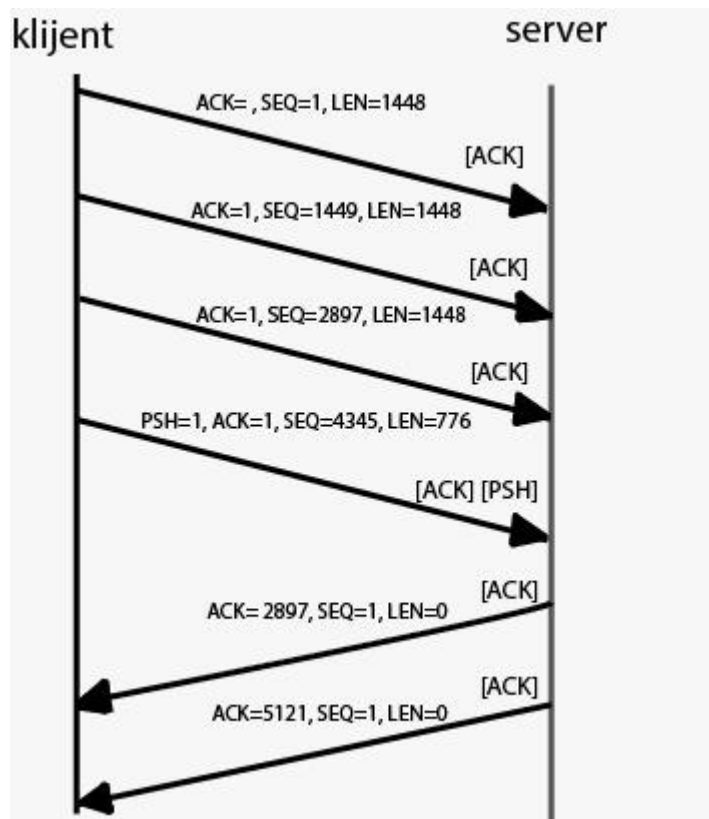 klijent
server
ACK= , SEQ=1, LEN=1448
[ACK]
ACK=1, SEQ=1449, LEN=1448
[ACK]
ACK=1, SEQ=2897, LEN=1448
[ACK]
PSH=1, ACK=1, SEQ=4345, LEN=776
[ACK] [PSH]
[ACK]
ACK= 2897, SEQ=1, LEN=0
[ACK]
ACK=5121, SEQ=1, LEN=0